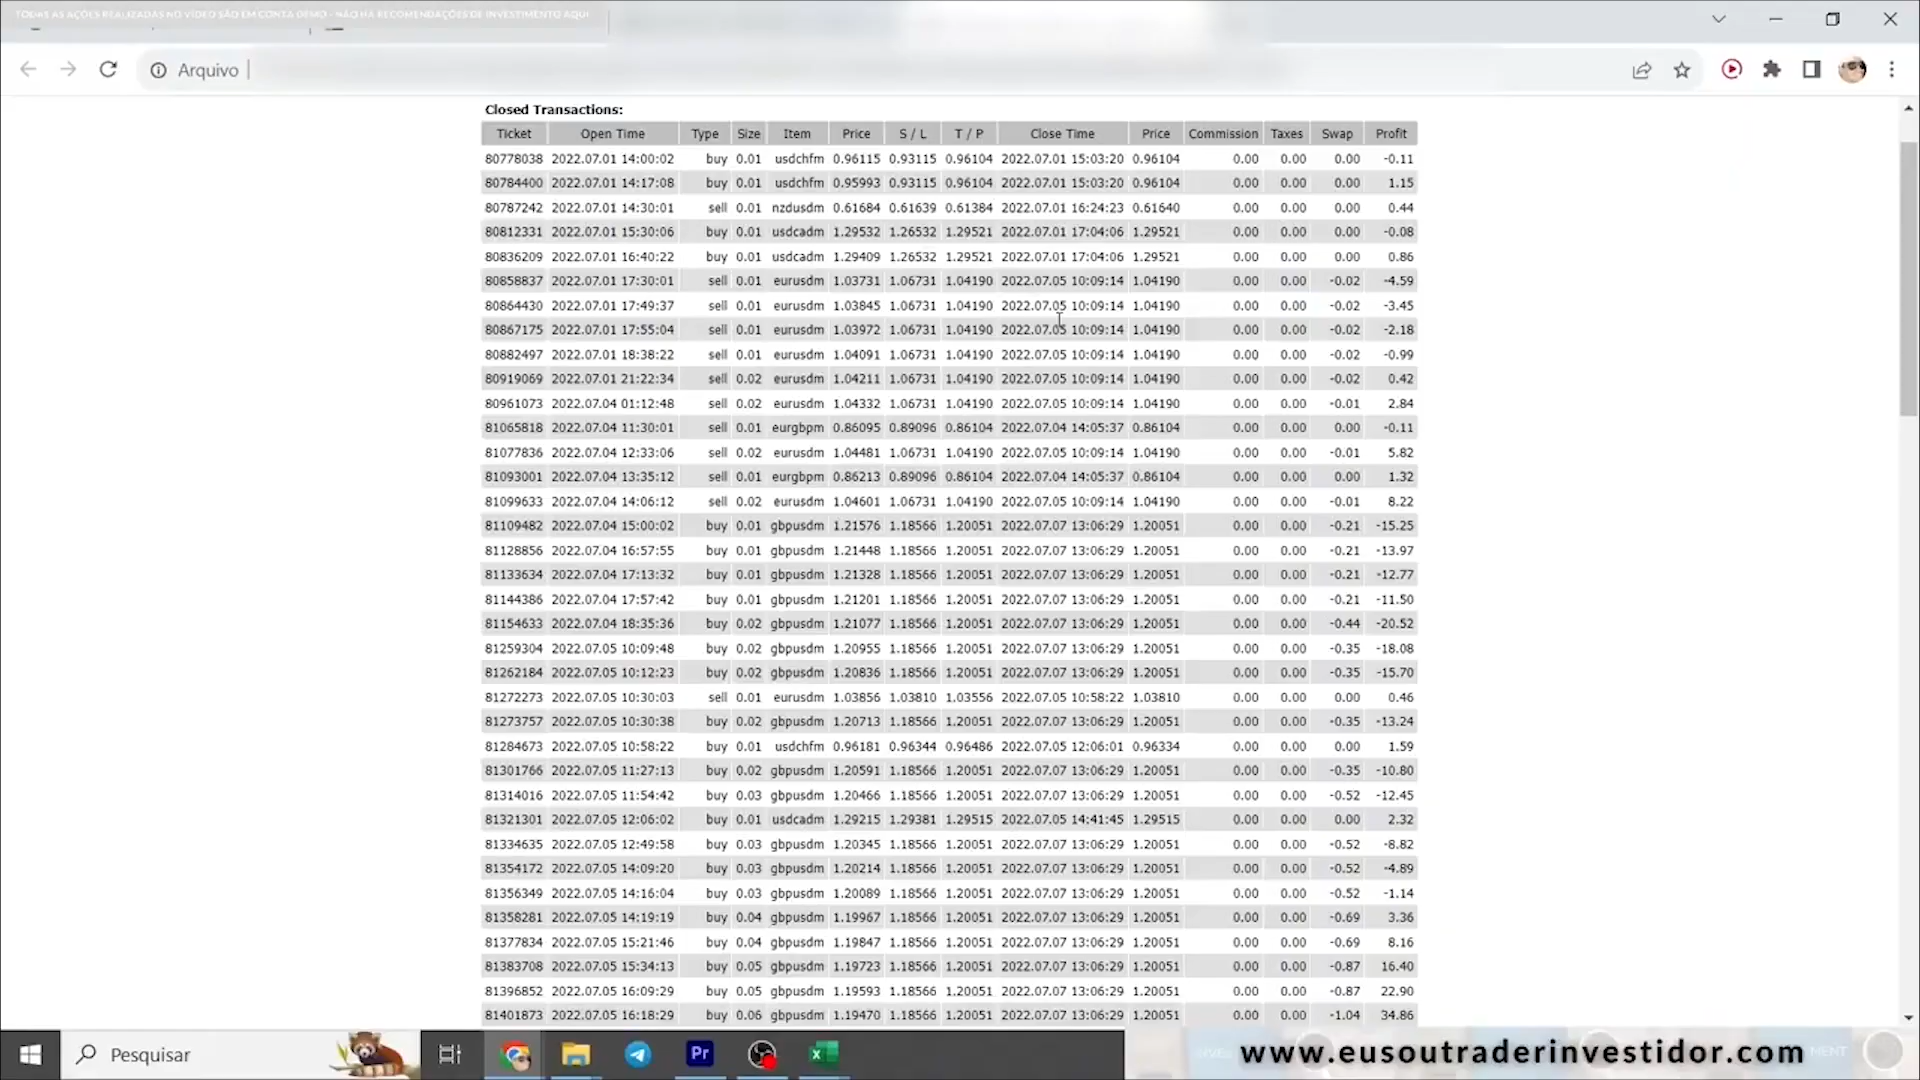 TODAS AS AÇÕES REALIZADAS NO VÍDEO SÃO EM CONTA DEMO - NÃO HÁ RECOMENDAÇÕES DE INVESTIMENTO AQUI
Arquivo
Closed Transactions:
Ticket Open Time Type Size Item Price S / L T / P Close Time Price Commission Taxes Swap Profit
80778038 2022.07.01 14:00:02 buy 0.01 usdchfm 0.96115 0.93115 0.96104 2022.07.01 15:03:20 0.96104 0.00 0.00 0.00 -0.11
80784400 2022.07.01 14:17:08 buy 0.01 usdchfm 0.95993 0.93115 0.96104 2022.07.01 15:03:20 0.96104 0.00 0.00 0.00 1.15
80787242 2022.07.01 14:30:01 sell 0.01 nzdusdm 0.61684 0.61639 0.61384 2022.07.01 16:24:23 0.61640 0.00 0.00 0.00 0.44
80812331 2022.07.01 15:30:06 buy 0.01 usdcadm 1.29532 1.26532 1.29521 2022.07.01 17:04:06 1.29521 0.00 0.00 0.00 -0.08
80836209 2022.07.01 16:40:22 buy 0.01 usdcadm 1.29409 1.26532 1.29521 2022.07.01 17:04:06 1.29521 0.00 0.00 0.00 0.86
80858837 2022.07.01 17:30:01 sell 0.01 eurusdm 1.03731 1.06731 1.04190 2022.07.05 10:09:14 1.04190 0.00 0.00 -0.02 -4.59
80864430 2022.07.01 17:49:37 sell 0.01 eurusdm 1.03845 1.06731 1.04190 2022.07.05 10:09:14 1.04190 0.00 0.00 -0.02 -3.45
80867175 2022.07.01 17:55:04 sell 0.01 eurusdm 1.03972 1.06731 1.04190 2022.07.05 10:09:14 1.04190 0.00 0.00 -0.02 -2.18
80882497 2022.07.01 18:38:22 sell 0.01 eurusdm 1.04091 1.06731 1.04190 2022.07.05 10:09:14 1.04190 0.00 0.00 -0.02 -0.99
80919069 2022.07.01 21:22:34 sell 0.02 eurusdm 1.04211 1.06731 1.04190 2022.07.05 10:09:14 1.04190 0.00 0.00 -0.02 0.42
80961073 2022.07.04 01:12:48 sell 0.02 eurusdm 1.04332 1.06731 1.04190 2022.07.05 10:09:14 1.04190 0.00 0.00 -0.01 2.84
81065818 2022.07.04 11:30:01 sell 0.01 eurgbpm 0.86095 0.89096 0.86104 2022.07.04 14:05:37 0.86104 0.00 0.00 0.00 -0.11
81077836 2022.07.04 12:33:06 sell 0.02 eurusdm 1.04481 1.06731 1.04190 2022.07.05 10:09:14 1.04190 0.00 0.00 -0.01 5.82
81093001 2022.07.04 13:35:12 sell 0.01 eurgbpm 0.86213 0.89096 0.86104 2022.07.04 14:05:37 0.86104 0.00 0.00 0.00 1.32
81099633 2022.07.04 14:06:12 sell 0.02 eurusdm 1.04601 1.06731 1.04190 2022.07.05 10:09:14 1.04190 0.00 0.00 -0.01 8.22
81109482 2022.07.04 15:00:02 buy 0.01 gbpusdm 1.21576 1.18566 1.20051 2022.07.07 13:06:29 1.20051 0.00 0.00 -0.21 -15.25
81128856 2022.07.04 16:57:55 buy 0.01 gbpusdm 1.21448 1.18566 1.20051 2022.07.07 13:06:29 1.20051 0.00 0.00 -0.21 -13.97
81133634 2022.07.04 17:13:32 buy 0.01 gbpusdm 1.21328 1.18566 1.20051 2022.07.07 13:06:29 1.20051 0.00 0.00 -0.21 -12.77
81144386 2022.07.04 17:57:42 buy 0.01 gbpusdm 1.21201 1.18566 1.20051 2022.07.07 13:06:29 1.20051 0.00 0.00 -0.21 -11.50
81154633 2022.07.04 18:35:36 buy 0.02 gbpusdm 1.21077 1.18566 1.20051 2022.07.07 13:06:29 1.20051 0.00 0.00 -0.44 -20.52
81259304 2022.07.05 10:09:48 buy 0.02 gbpusdm 1.20955 1.18566 1.20051 2022.07.07 13:06:29 1.20051 0.00 0.00 -0.35 -18.08
81262184 2022.07.05 10:12:23 buy 0.02 gbpusdm 1.20836 1.18566 1.20051 2022.07.07 13:06:29 1.20051 0.00 0.00 -0.35 -15.70
81272273 2022.07.05 10:30:03 sell 0.01 eurusdm 1.03856 1.03810 1.03556 2022.07.05 10:58:22 1.03810 0.00 0.00 0.00 0.46
81273757 2022.07.05 10:30:38 buy 0.02 gbpusdm 1.20713 1.18566 1.20051 2022.07.07 13:06:29 1.20051 0.00 0.00 -0.35 -13.24
81284673 2022.07.05 10:58:22 buy 0.01 usdchfm 0.96181 0.96344 0.96486 2022.07.05 12:06:01 0.96334 0.00 0.00 0.00 1.59
81301766 2022.07.05 11:27:13 buy 0.02 gbpusdm 1.20591 1.18566 1.20051 2022.07.07 13:06:29 1.20051 0.00 0.00 -0.35 -10.80
81314016 2022.07.05 11:54:42 buy 0.03 gbpusdm 1.20466 1.18566 1.20051 2022.07.07 13:06:29 1.20051 0.00 0.00 -0.52 -12.45
81321301 2022.07.05 12:06:02 buy 0.01 usdcadm 1.29215 1.29381 1.29515 2022.07.05 14:41:45 1.29515 0.00 0.00 0.00 2.32
81334635 2022.07.05 12:49:58 buy 0.03 gbpusdm 1.20345 1.18566 1.20051 2022.07.07 13:06:29 1.20051 0.00 0.00 -0.52 -8.82
81354172 2022.07.05 14:09:20 buy 0.03 gbpusdm 1.20214 1.18566 1.20051 2022.07.07 13:06:29 1.20051 0.00 0.00 -0.52 -4.89
81356349 2022.07.05 14:16:04 buy 0.03 gbpusdm 1.20089 1.18566 1.20051 2022.07.07 13:06:29 1.20051 0.00 0.00 -0.52 -1.14
81358281 2022.07.05 14:19:19 buy 0.04 gbpusdm 1.19967 1.18566 1.20051 2022.07.07 13:06:29 1.20051 0.00 0.00 -0.69 3.36
81377834 2022.07.05 15:21:46 buy 0.04 gbpusdm 1.19847 1.18566 1.20051 2022.07.07 13:06:29 1.20051 0.00 0.00 -0.69 8.16
81383708 2022.07.05 15:34:13 buy 0.05 gbpusdm 1.19723 1.18566 1.20051 2022.07.07 13:06:29 1.20051 0.00 0.00 -0.87 16.40
81396852 2022.07.05 16:09:29 buy 0.05 gbpusdm 1.19593 1.18566 1.20051 2022.07.07 13:06:29 1.20051 0.00 0.00 -0.87 22.90
81401873 2022.07.05 16:18:29 buy 0.06 gbpusdm 1.19470 1.18566 1.20051 2022.07.07 13:06:29 1.20051 0.00 0.00 -1.04 34.86
Pesquisar
Pr
www.eusoutraderinvestidor.com